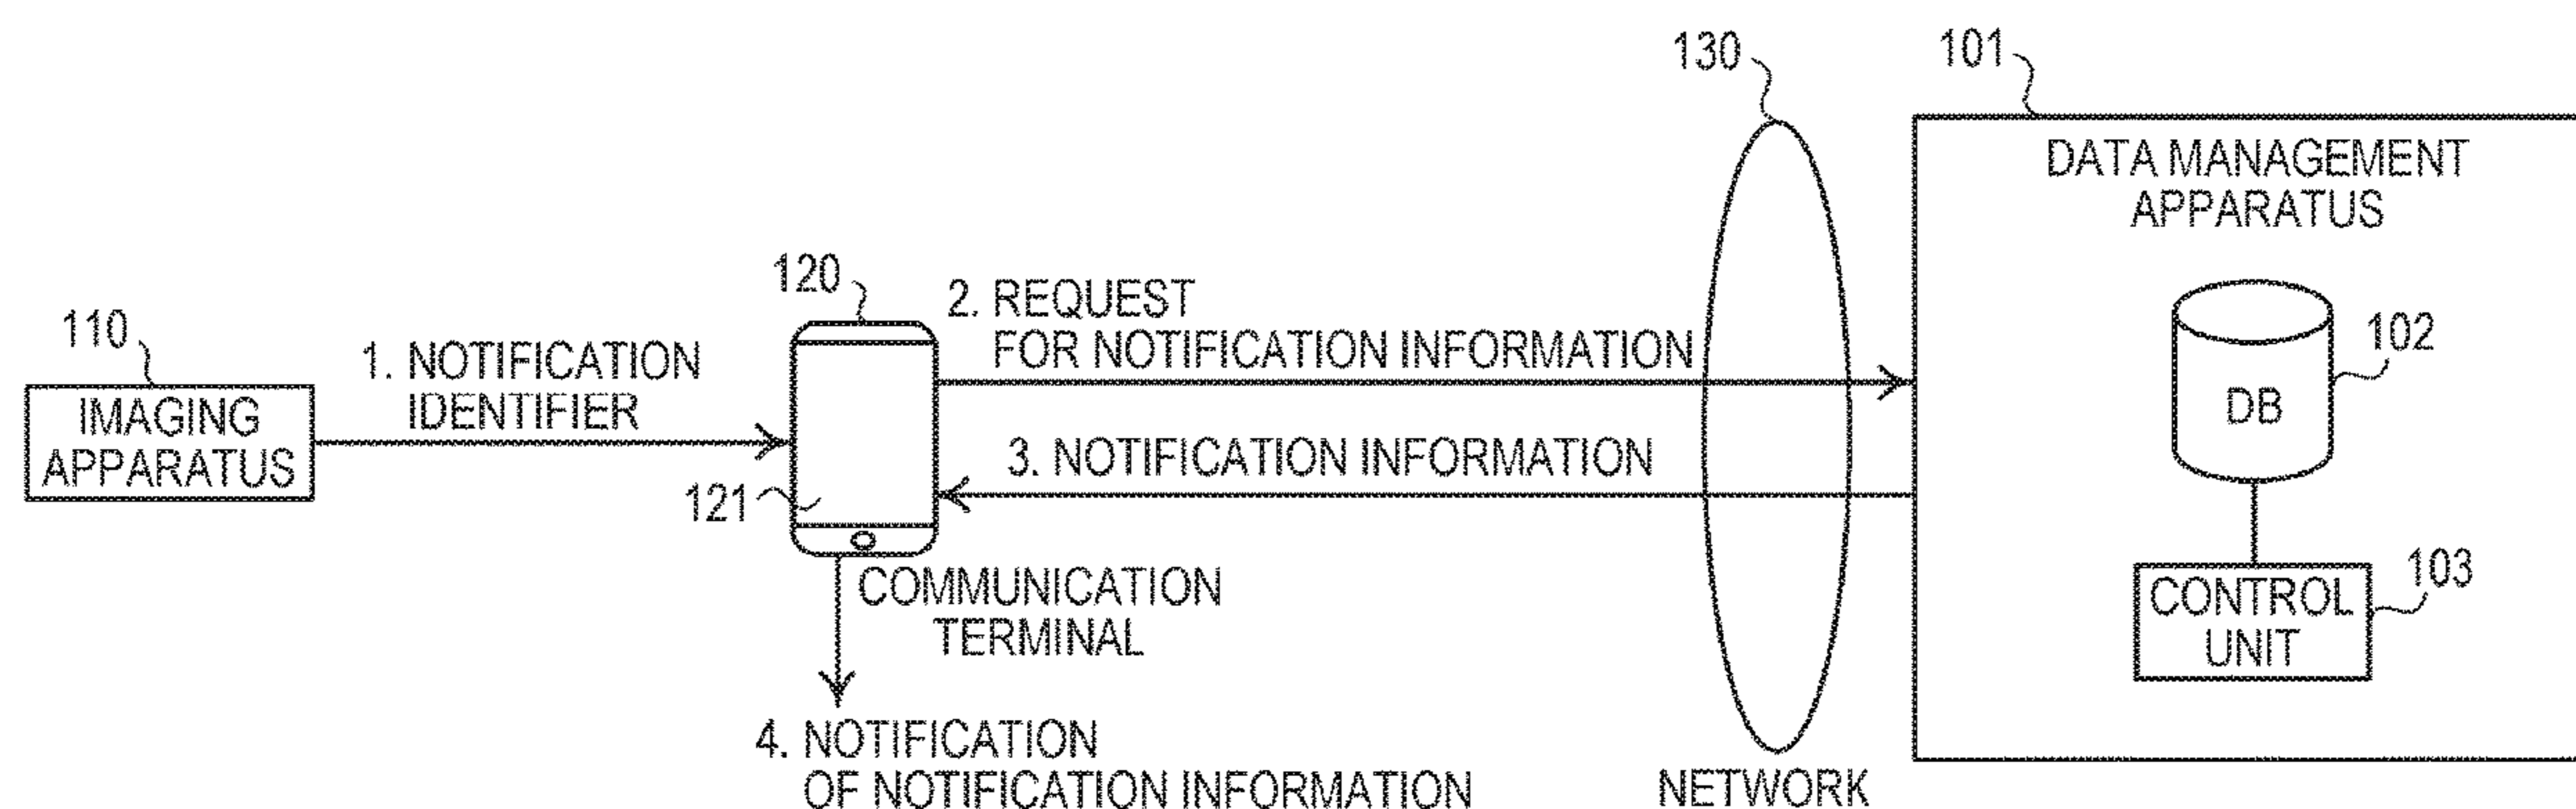 130
101
DATA MANAGEMENT
APPARATUS
120
2. REQUEST
FOR NOTIFICATION INFORMATION
110
1. NOTIFICATION
IDENTIFIER
102
IMAGING
APPARATUS
DB
3. NOTIFICATION INFORMATION
121
103
COMMUNICATION
TERMINAL
CONTROL
UNIT
4. NOTIFICATION
OF NOTIFICATION INFORMATION
NETWORK